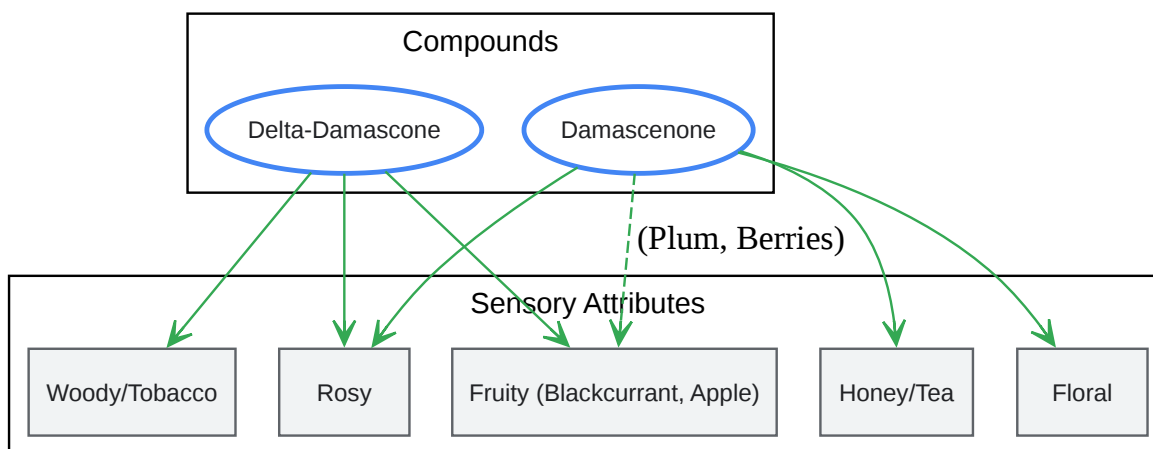 Compounds
Delta-Damascone
Damascenone
(Plum, Berries)
Sensory Attributes
Woody/Tobacco
Rosy
Fruity (Blackcurrant, Apple)
Honey/Tea
Floral